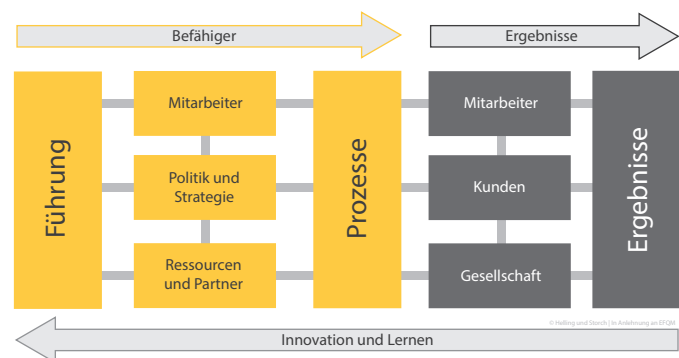 Befähiger
Ergebnisse
Führung
Mitarbeiter
Politik und
Strategie
Ressourcen
und Partner
Prozesse
Mitarbeiter
Kunden
Gesellschaft
Ergebnisse
© Helling und Storch | In Anlehnung an EFQM
Innovation und Lernen